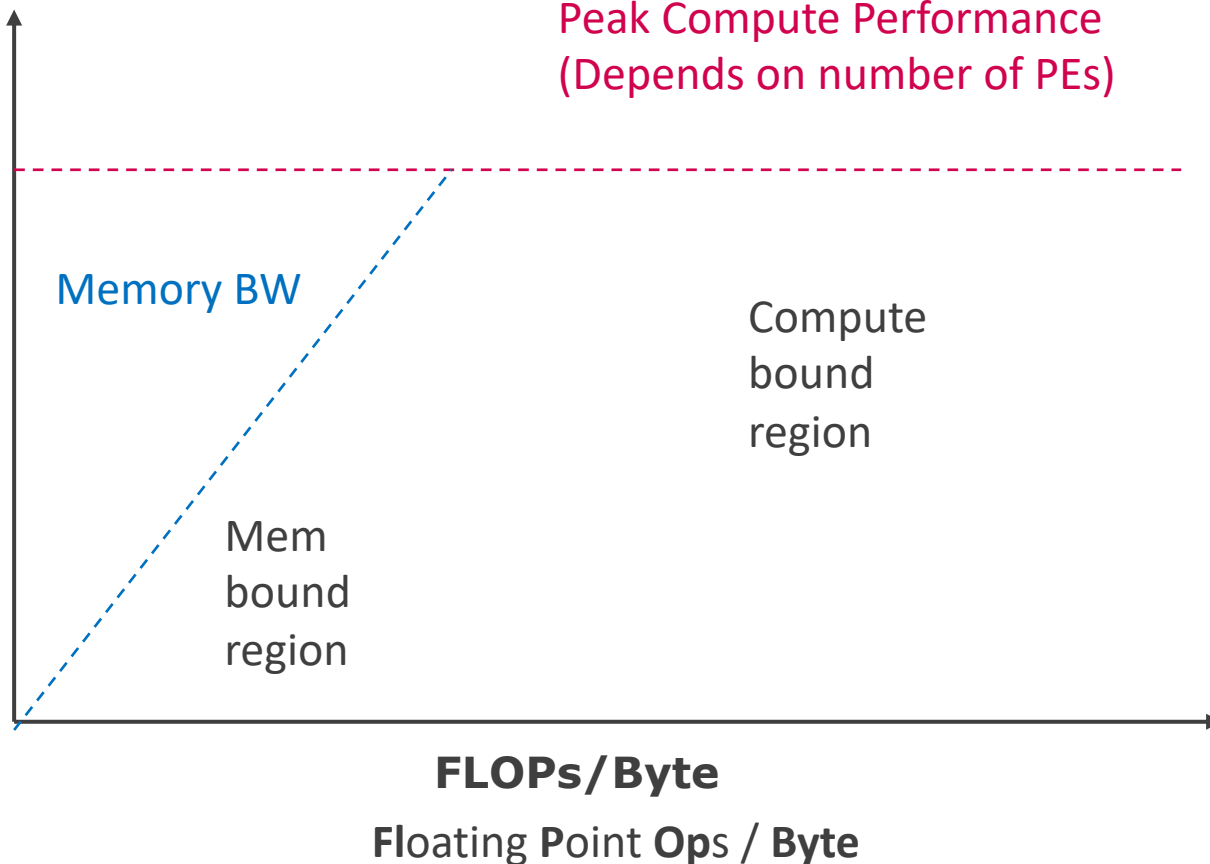 Peak Compute Performance
(Depends on number of PEs)
Memory BW
Compute
bound
region
Mem
bound
region
FLOPs/Byte
Floating Point Ops / Byte